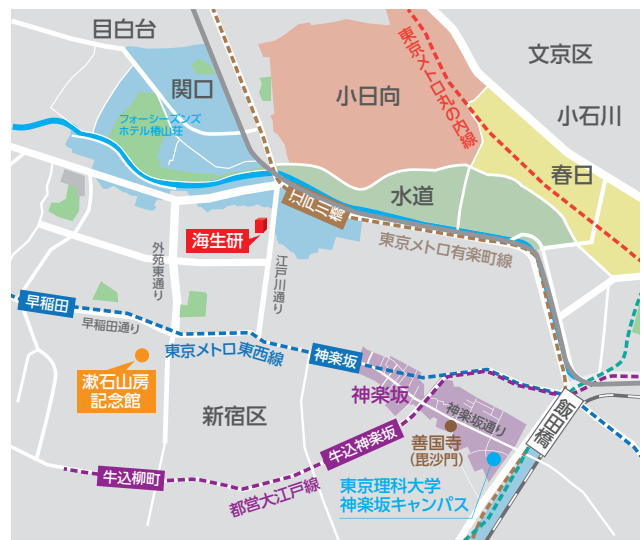 目白台
文京区
関口
小日向
東京メトロ丸の内線
小石川
フォーシーズンズ
ホテル椿山荘
春日
水道
江戸川橋
海生研
東京メトロ有楽町線
外苑東通り
江戸川通り
早稲田
早稲田通り
東京メトロ東西線
神楽坂
漱石山房
記念館
神楽坂
新宿区
神楽坂通り
飯田橋
善国寺
(毘沙門)
牛込神楽坂
牛込柳町
都営大江戸線
東京理科大学
神楽坂キャンパス